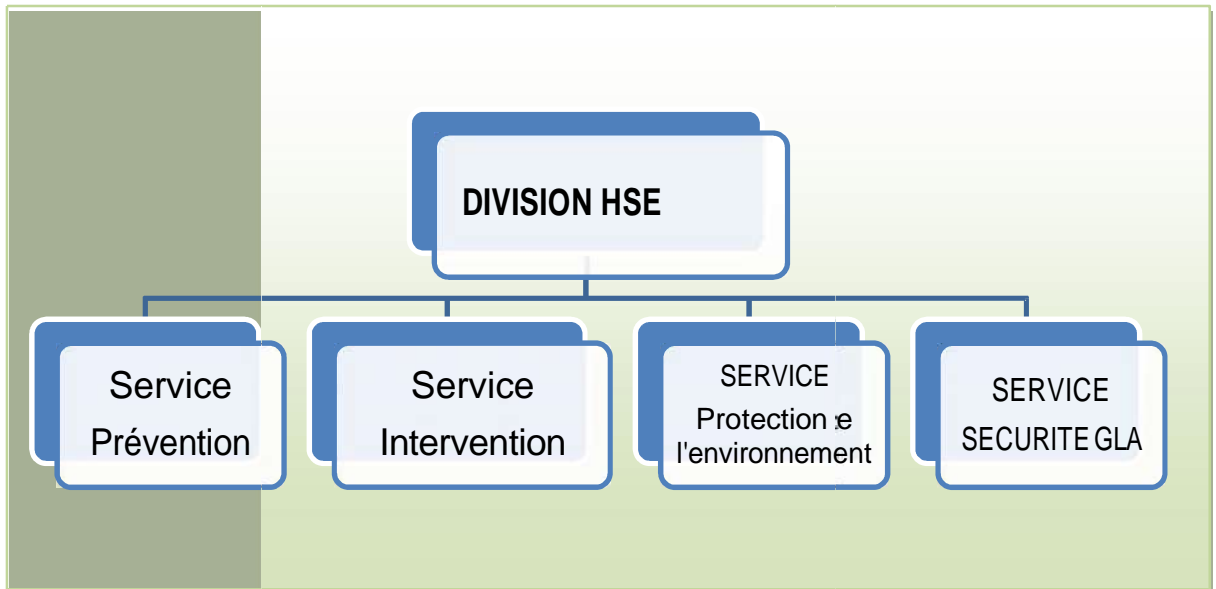 DIVISION HSE
Service
Prévention
Service
Intervention
SERVICE
Protection e
l'environnement
SERVICE
SECURITE GLA